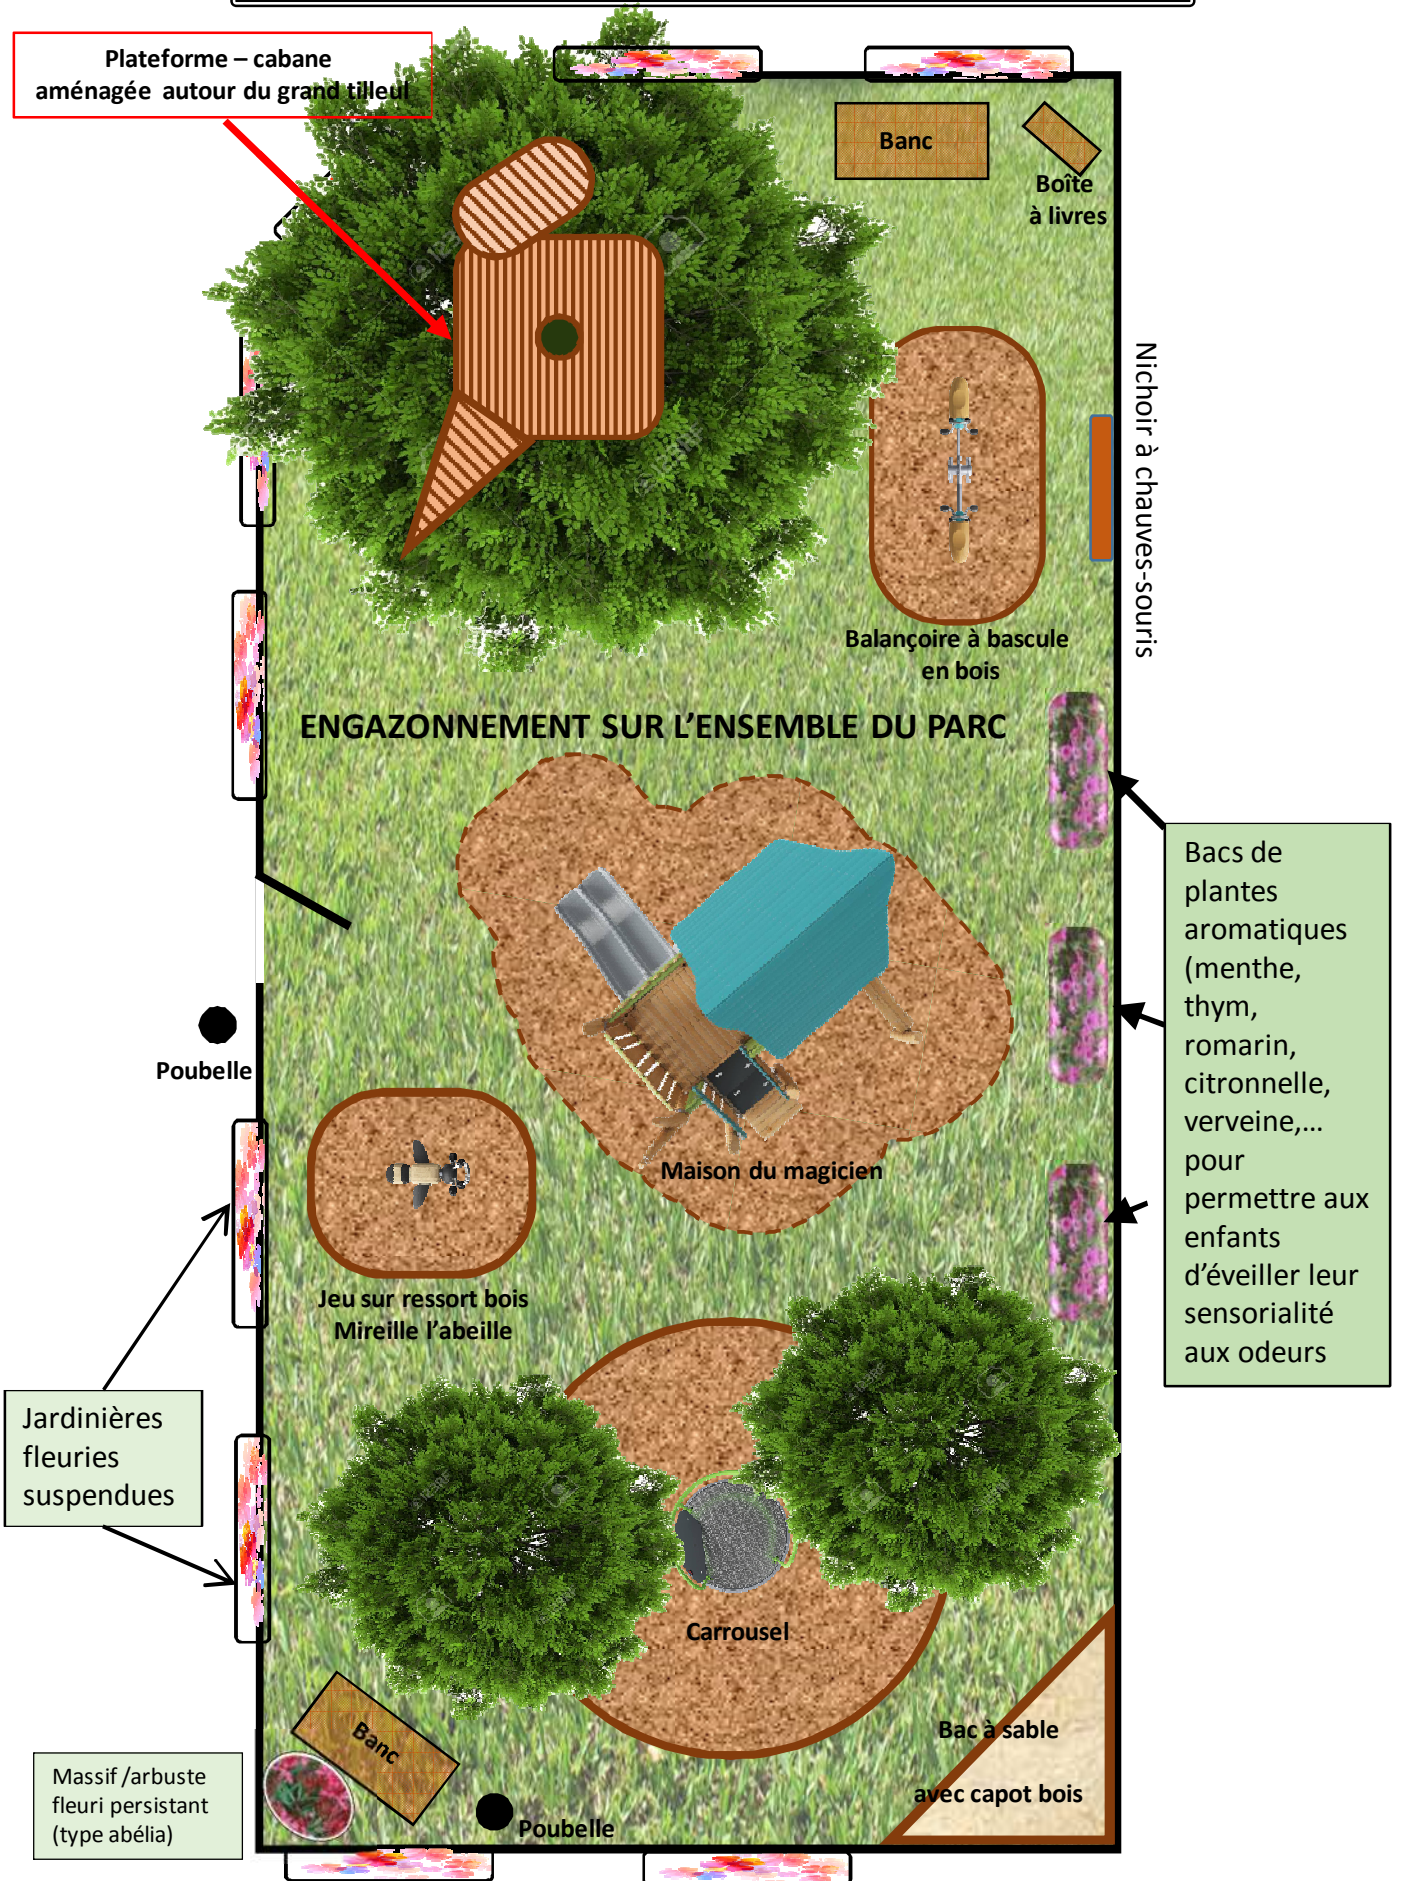 Plateforme – cabane
aménagée autour du grand tilleul
Banc
Boîte
à livres
Nichoir à chauves-souris
Balançoire à bascule
en bois
ENGAZONNEMENT SUR L'ENSEMBLE DU PARC
Bacs de
plantes
aromatiques
(menthe,
thym,
romarin,
citronnelle,
verveine,...
pour
permettre aux
enfants
d'éveiller leur
sensorialité
aux odeurs
Poubelle
Maison du magicien
Jeu sur ressort bois
Mireille l'abeille
Jardinières
fleuries
suspendues
Carrousel
Banc
Bac à sable
avec capot bois
Massif /arbuste
fleuri persistant
(type abélia)
Poubelle